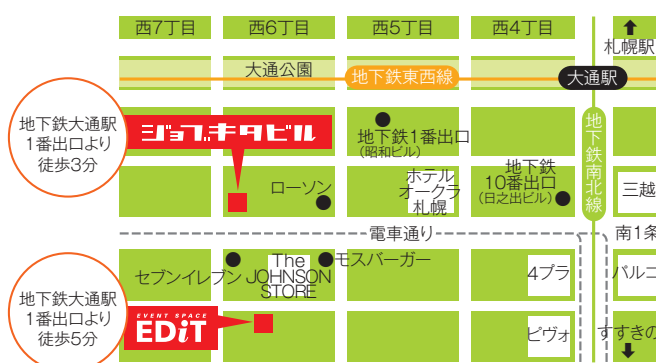 西7丁目
西6丁目
西5丁目
西4丁目
札幌駅
大通公園
地下鉄東西線
大通駅
地下鉄大通駅
1番出口より
徒歩3分
ジョブキタビル
地下鉄1番出口
(昭和ビル)
地下鉄南北線
ローソン
ホテル
オークラ
札幌
地下鉄
10番出口
(日之出ビル)
三越
電車通り
南1条
セブンイレブン
The
JOHNSON
STORE
モスバーガー
4プラ
パルコ
地下鉄大通駅
1番出口より
徒歩5分
EVENT SPACE
EDiT
ピヴォ
すすきの